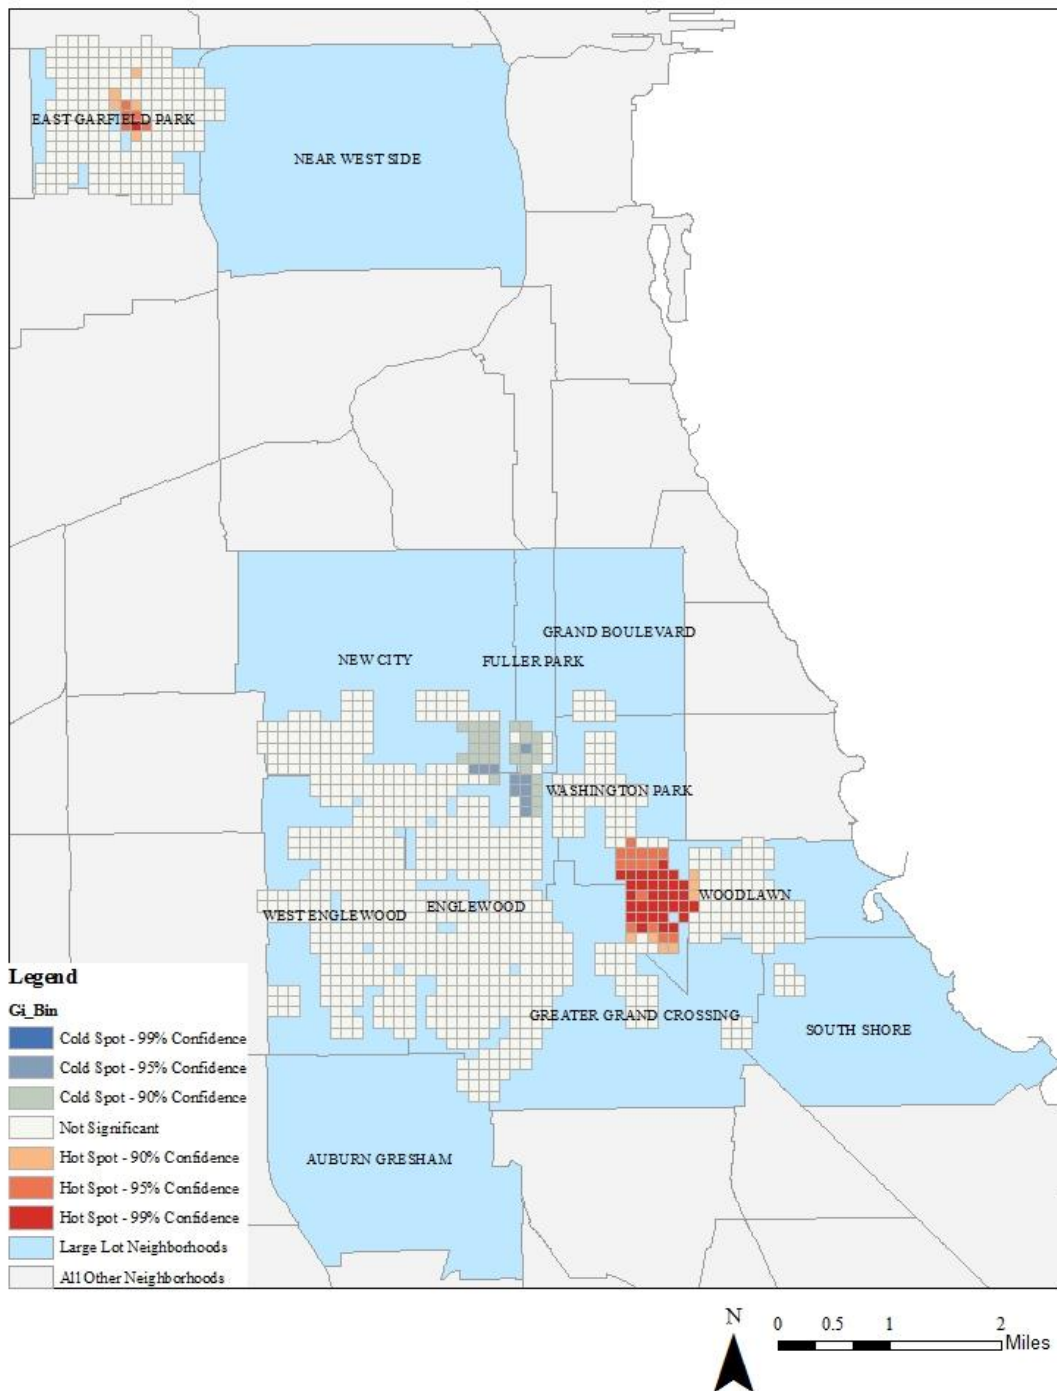 EAST GARFIELD PARK
NEAR WEST SIDE
GRAND BOULEVARD
NEW CITY
FULLER PARK
WASHINGTON PARK
WOODLAWN
ENGLEWOOD
WEST ENGLEWOOD
GREATER GRAND CROSSING
SOUTH SHORE
AUBURN GRESHAM
Legend
Gi_Bin
Cold Spot - 99% Confidence
Cold Spot - 95% Confidence
Cold Spot - 90% Confidence
Not Significant
Hot Spot - 90% Confidence
Hot Spot - 95% Confidence
Hot Spot - 99% Confidence
Large Lot Neighborhoods
All Other Neighborhoods
N
0 0.5 1 2
Miles